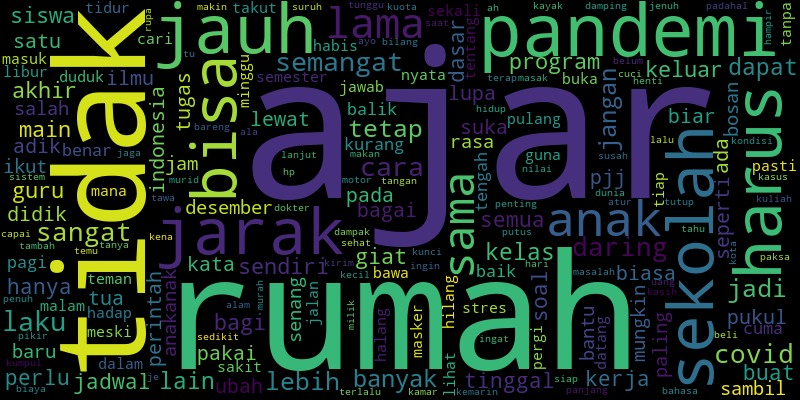 tidur
siswa
satu
masuk
libur
duduk
ilmu
cari
rupa
makin
takut
suruh
tu
jauh
lama
tunggu
kuota
sekali
saat
ayo
bilang
habis
semangat
dasar
tentang
ah
kayak
damping
jenuh
padahal
pandemi
hampir
tanpa
akhir
salah
main
adik
benar
jaga
ikut
sistem
guru
mana
didik
sangat
capai
tambah
temu
tanya
pagi
hanya
teman
tua
malam
hadap
laku
meski
pikir
baru
dalam
perlu
kumpul
biaya
jadwal
penuh
tidak
indonesia
tugas
bisa
minggu
semester
nyata
program
keluar
dapat
terapmasak
belum
cuci
henti
buka
jawab
lupa
lewat
balik
hidup
pulang
jangan
biar
bosan
kondisi
bareng
ala
tetap
suka
rasa
kurang
lalu
ajar
jam
lanjut
makan
cara
tengah
guna
susah
pasti
kasus
murid
hp
motor
tangan
nilai
pjj
tiap
dunia
ada
kuliah
tawa
desember
dokter
pada
bagai
sama
penting
atur
tutup
semua
anak
sekolah
seperti
harus
tahu
jarak
kena
dampak
sehat
giat
kunci
putus
kelas
daring
kota
paksa
kata
sendiri
kirim
bawa
ingin
baik
hari
masalah
biasa
uang
kasih
jadi
kecil
hilang
stres
soal
mungkin
perintah
anakanak
rumah
alam
murah
senang
jalan
milik
halang
masker
ingat
pergi
bantu
datang
paling
pukul
cuma
beli
covid
bagi
sedikit
pakai
sakit
lihat
je
lain
ubah
lebih
terlalu
banyak
kamar
tinggal
kemarin
siap
kerja
panjang
bahasa
buat
sambil